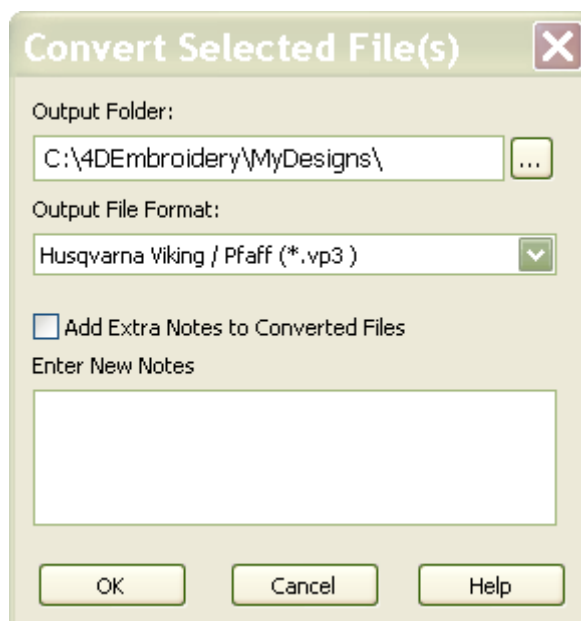 Convert Selected File(s)
Output Folder:
C:\4DEmbroidery\MyDesigns\
...
Output File Format:
Husqvarna Viking / Pfaff (*.vp3 )
Add Extra Notes to Converted Files
Enter New Notes
OK Cancel Help